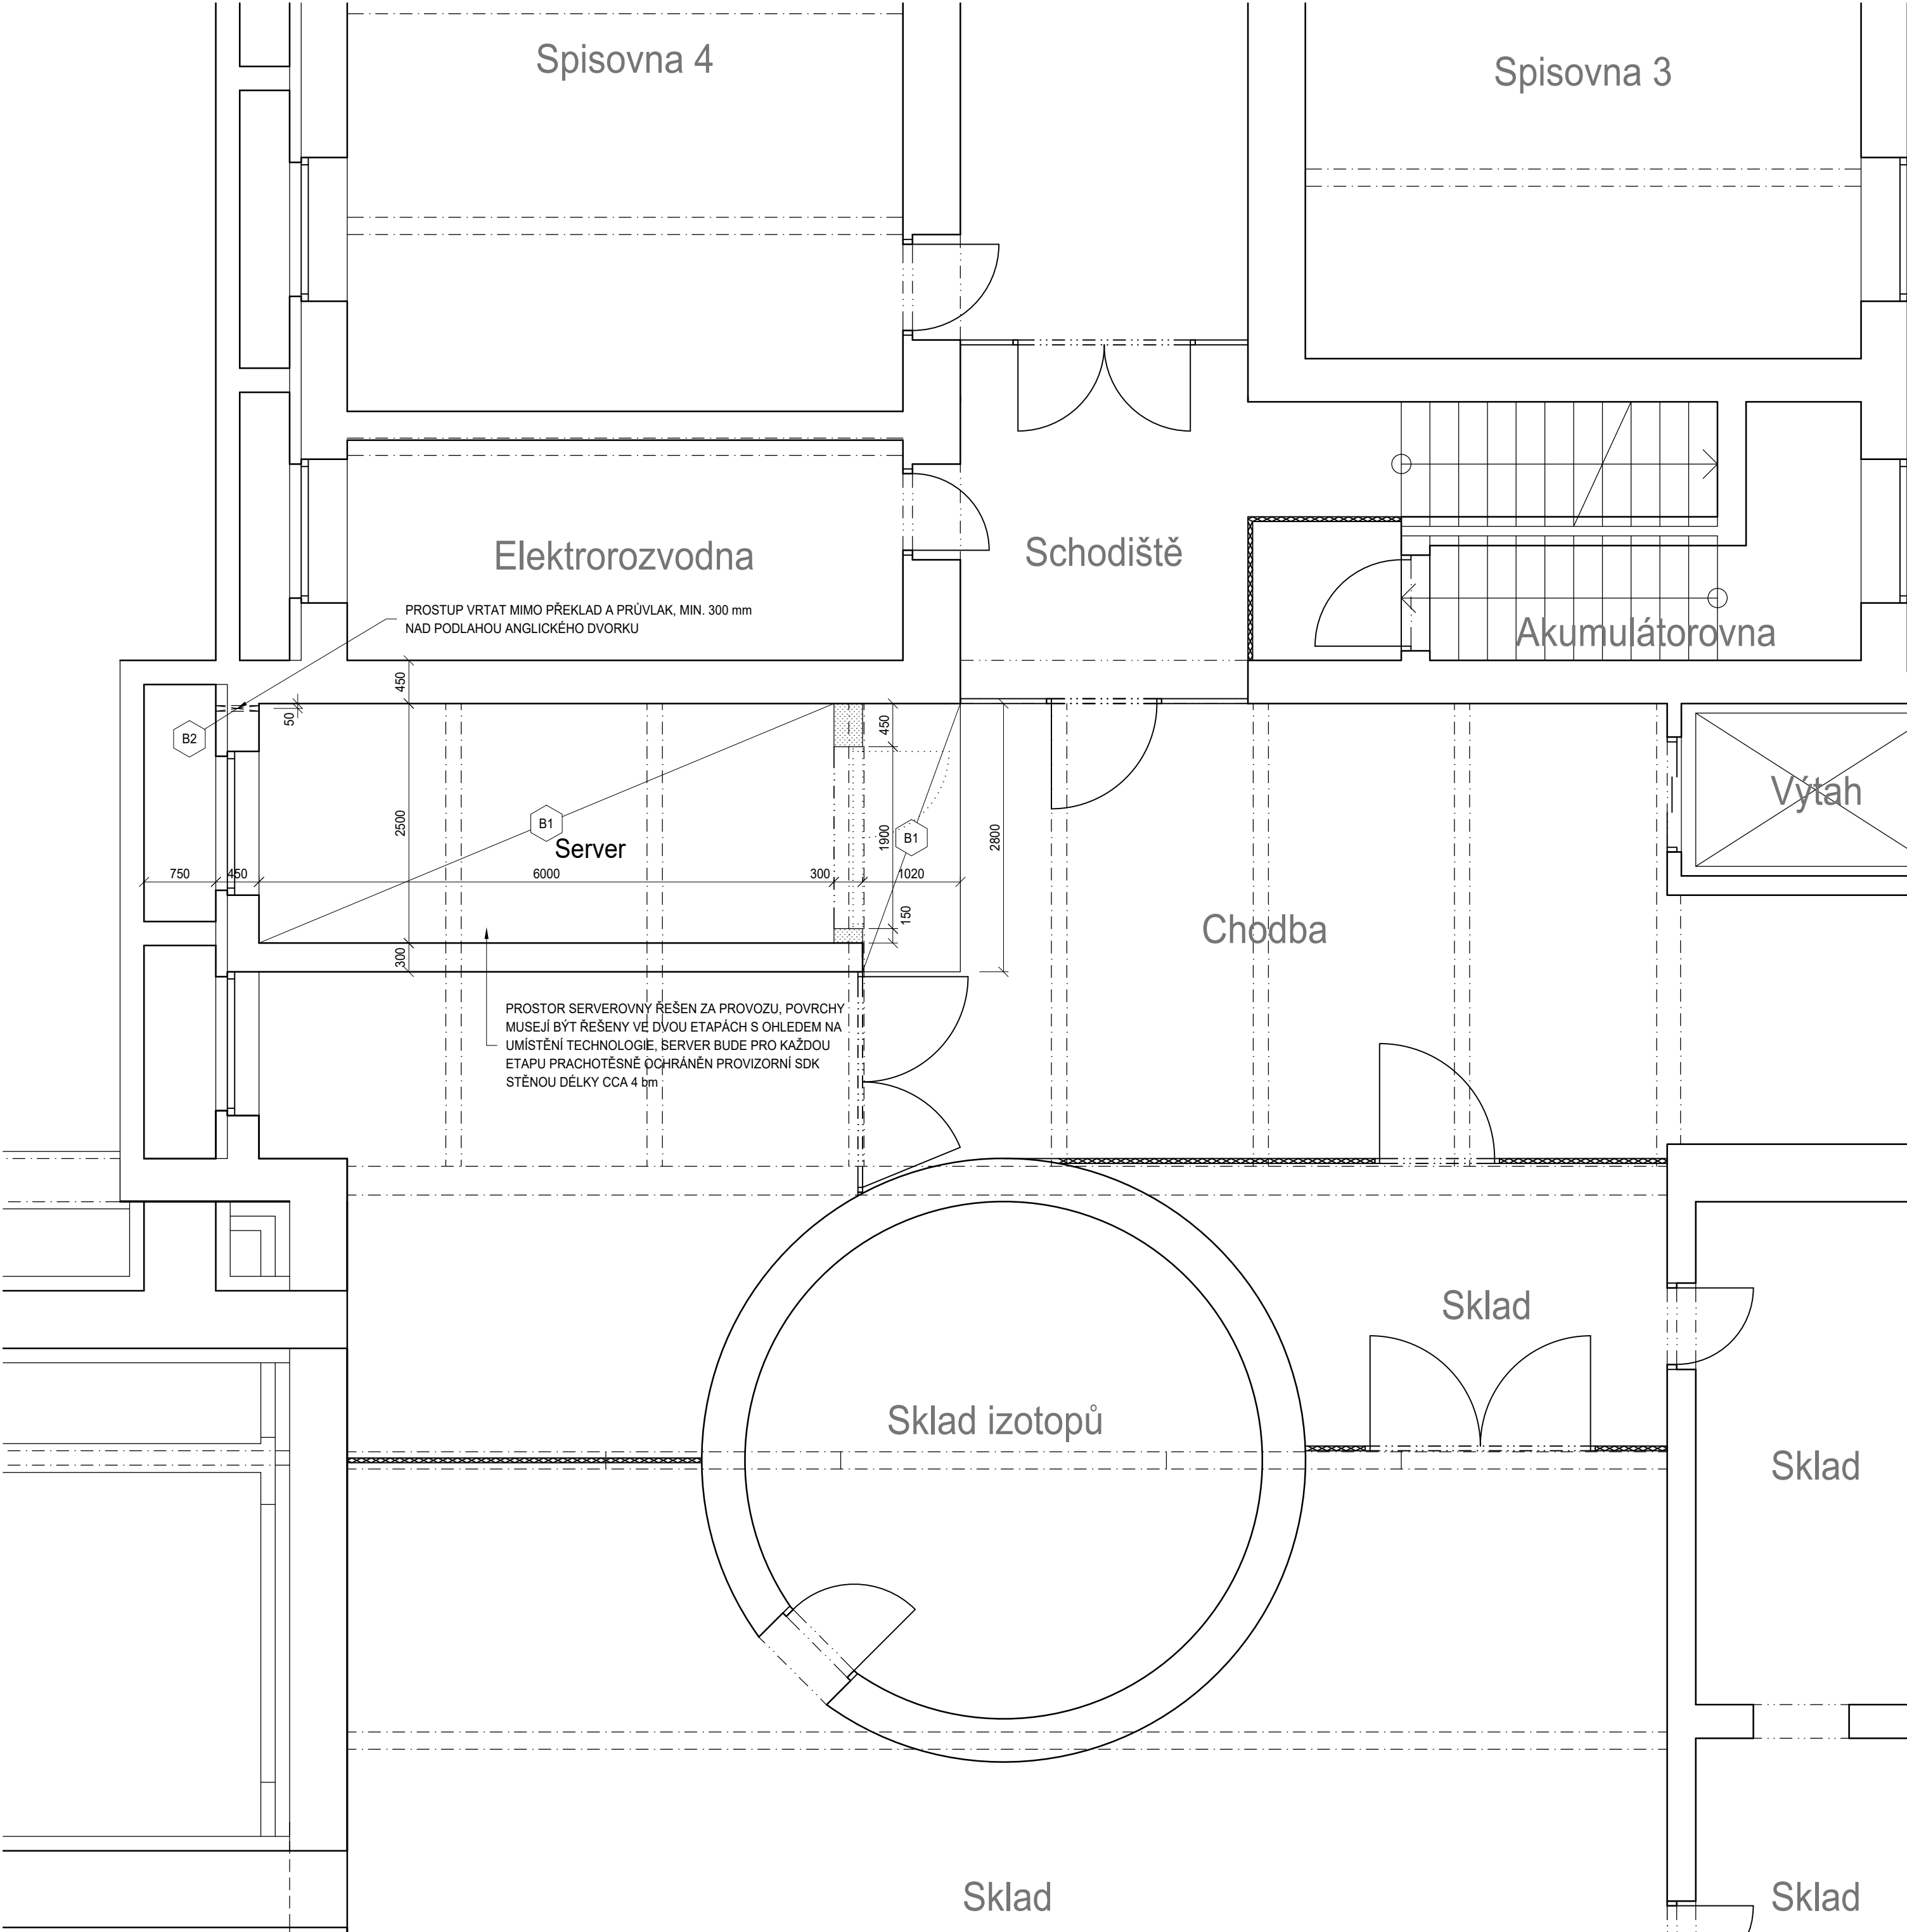 Spisovna 4
Spisovna 3
Elektrorozvodna
Schodiště
PROSTUP VRTAT MIMO PŘEKLAD A PRŮVLAK, MIN. 300 mm
NAD PODLAHOU ANGLICKÉHO DVORKU
Akumulátorovna
450
50
B2
450
B1
2500
Server
1900
B1
2800
Výtah
750
450
6000
300
1020
150
Chodba
300
PROSTOR SERVEROVNY ŘEŠEN ZA PROVOZU, POVRCHY
MUSEJÍ BÝT ŘEŠENY VE DVOU ETAPÁCH S OHLEDEM NA
UMÍSTĚNÍ TECHNOLOGIE, SERVER BUDE PRO KAŽDOU
ETAPU PRACHOTĚSNĚ OCHRÁNĚN PROVIZORNÍ SDK
STĚNOU DÉLKY CCA 4 bm
Sklad
Sklad izotopů
Sklad
Sklad
Sklad